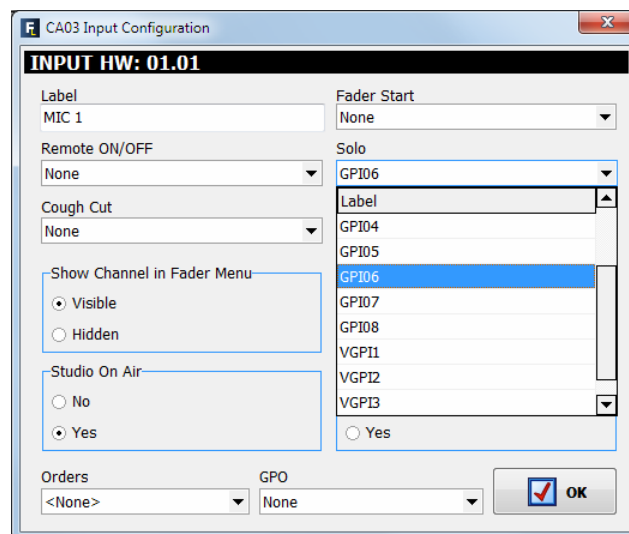 CA03 Input Configuration
INPUT HW: 01.01
Label
MIC 1
Fader Start
None
Remote ON/OFF
None
Solo
GPI06
Cough Cut
None
Label
GPI04
GPI05
GPI06
GPI07
GPI08
VGPI1
VGPI2
VGPI3
Show Channel in Fader Menu
Visible
Hidden
Studio On Air
No
Yes
Yes
Orders
<None>
GPO
None
OK